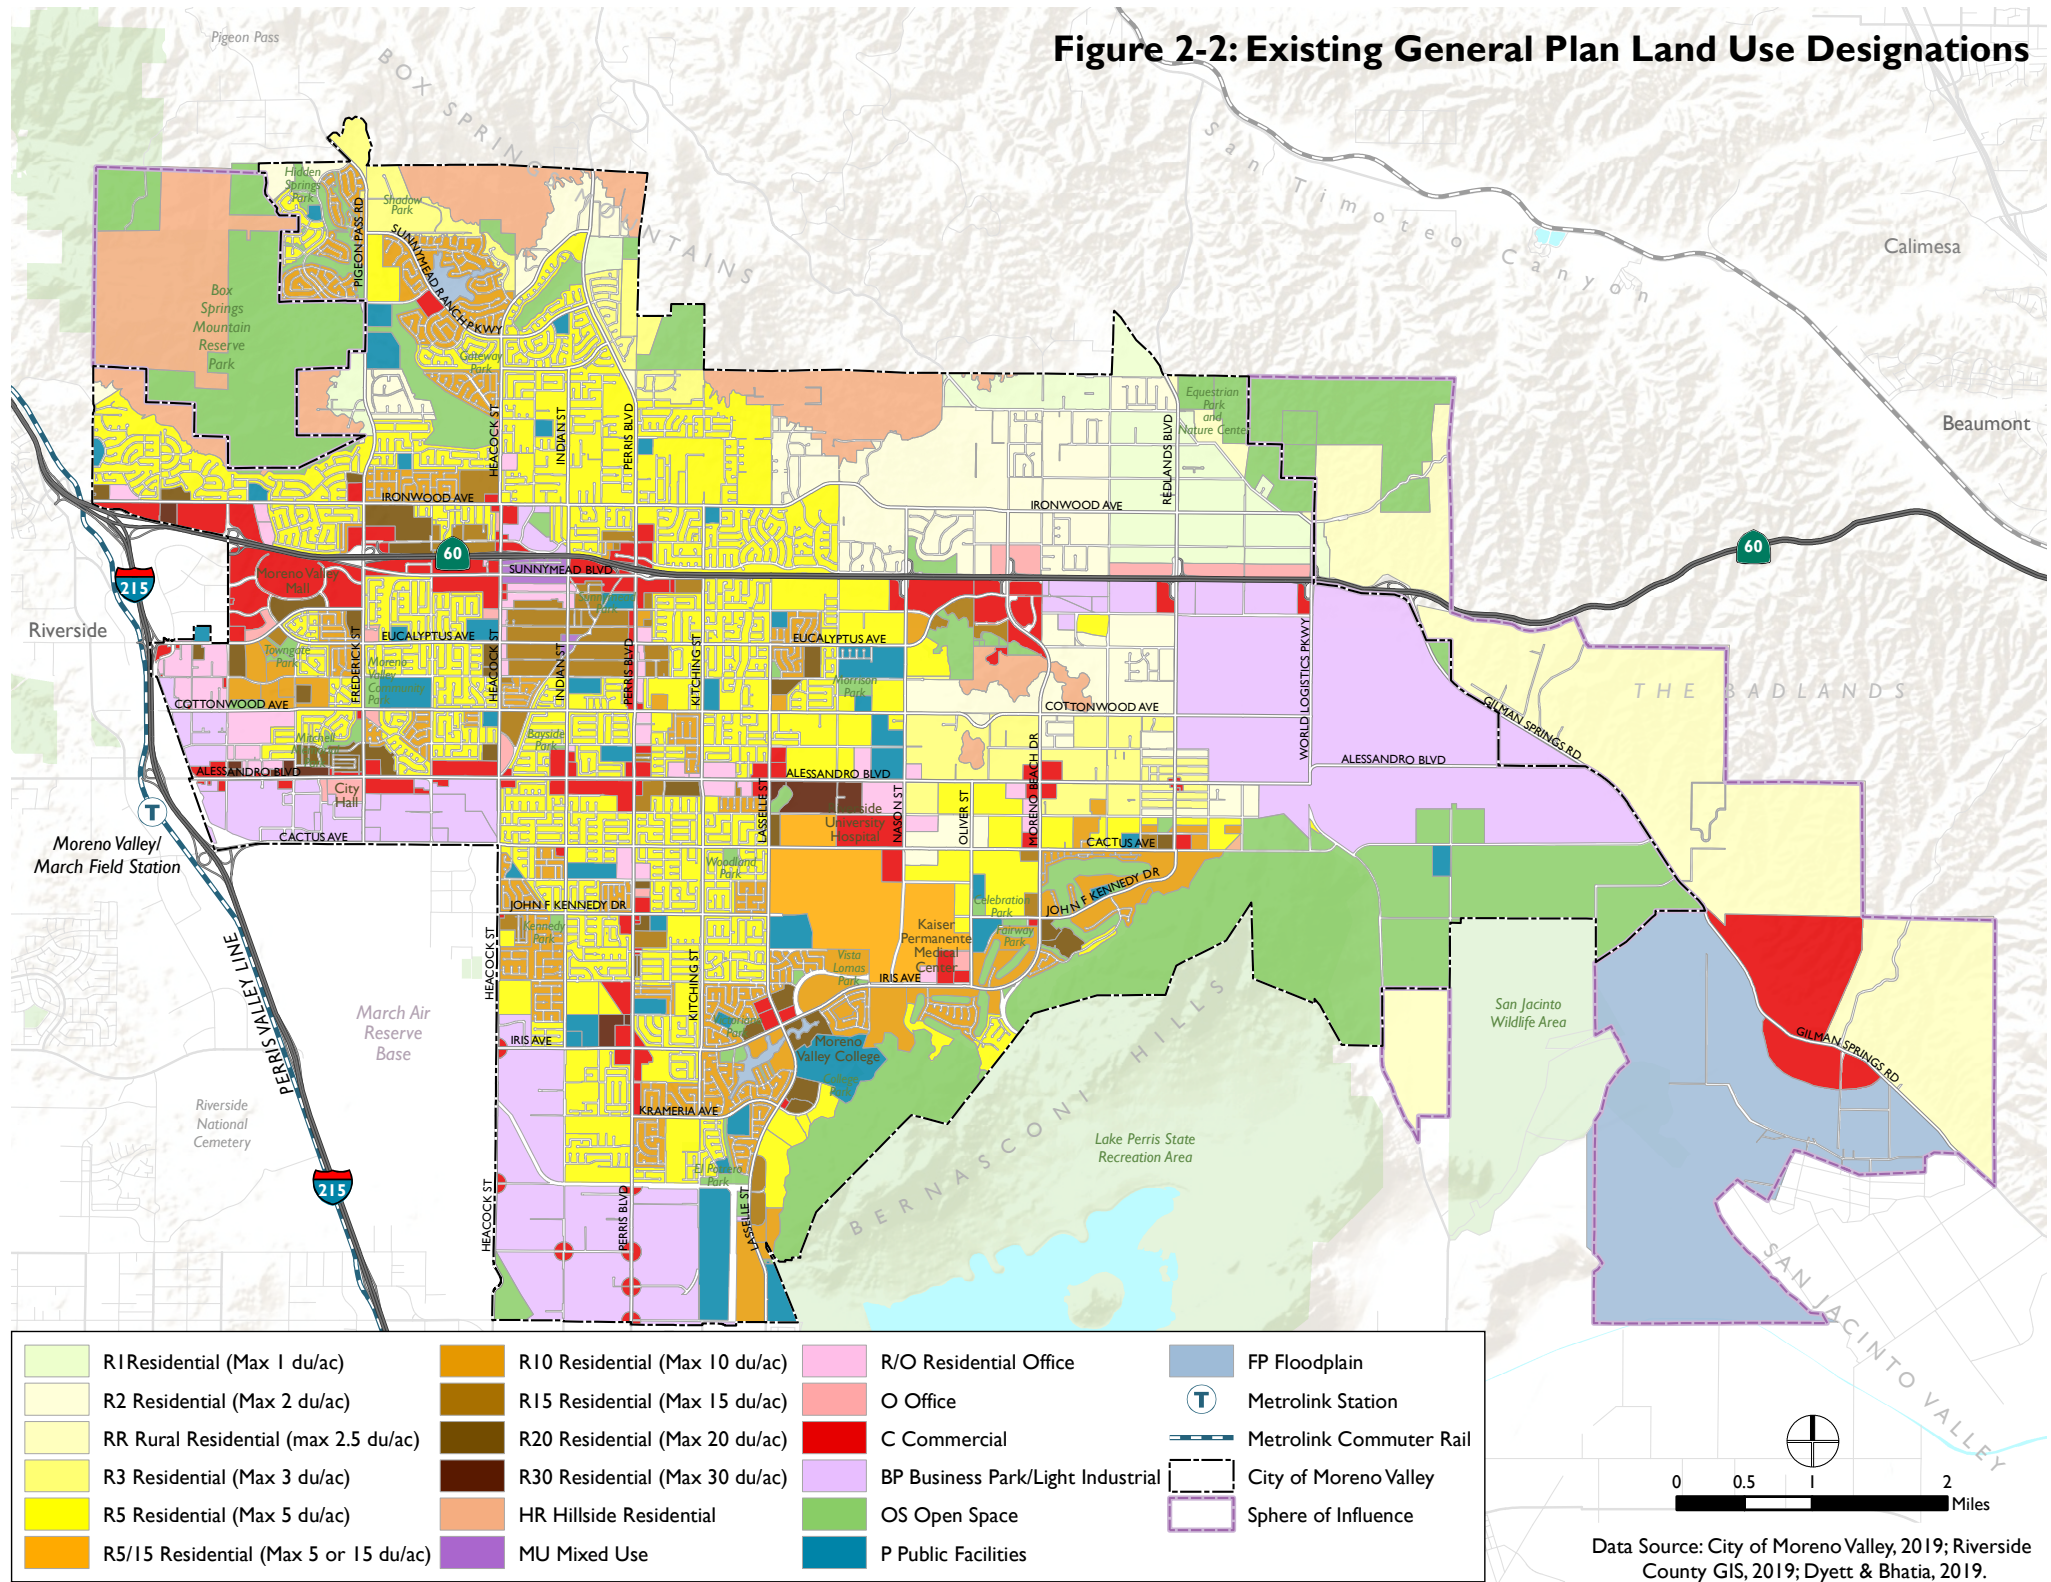 Figure 2-2: Existing General Plan Land Use Designations
Pigeon Pass
BOX SPRINGS MOUNTAINS
San Timoteo Canyon
Calimesa
Beaumont
Hidden
Springs
Park
Shadow
Park
PIGEON PASS RD
SUNNYMEAD RANCH PKWY
Box
Springs
Mountain
Reserve
Park
Gateway
Park
HEACOCK ST
INDIAN ST
PERRIS BLVD
REDLANDS BLVD
Equestrian
Park
and
Nature Center
IRONWOOD AVE
IRONWOOD AVE
60
60
215
Moreno Valley
Mall
SUNNYMEAD BLVD
Riverside
EUCALYPTUS AVE
EUCALYPTUS AVE
Towngate
Park
FREDERICK ST
Moreno
Valley
Community
Park
HEACOCK ST
INDIAN ST
PERRIS BLVD
KITCHING ST
Morrison
Park
WORLD LOGISTICS PKWY
THE BADLANDS
GILMAN SPRINGS RD
COTTONWOOD AVE
COTTONWOOD AVE
Mitchell
Bayside
Park
MORENO BEACH DR
ALESSANDRO BLVD
ALESSANDRO BLVD
ALESSANDRO BLVD
City
Hall
LASSELLE ST
University
Hospital
NASON ST
OLIVER ST
CACTUS AVE
CACTUS AVE
Moreno Valley/
March Field Station
T
Woodland
Park
JOHN F KENNEDY DR
JOHN F KENNEDY DR
Celebration
Park
Kennedy
Park
Kaiser
Permanente
Medical
Center
Fairway
Park
Vista
Lomas
Park
IRIS AVE
HEACOCK ST
KITCHING ST
PERRIS VALLEY LINE
March Air
Reserve
Base
IRIS AVE
Moreno
Valley College
San Jacinto
Wildlife Area
GILMAN SPRINGS RD
BERNASCONI HILLS
KRAMERIA AVE
Riverside
National
Cemetery
Lake Perris State
Recreation Area
El Potrero
Park
215
HEACOCK ST
PERRIS BLVD
LASSELLE ST
SAN JACINTO VALLEY
R1Residential (Max 1 du/ac)
R2 Residential (Max 2 du/ac)
RR Rural Residential (max 2.5 du/ac)
R3 Residential (Max 3 du/ac)
R5 Residential (Max 5 du/ac)
R5/15 Residential (Max 5 or 15 du/ac)
R10 Residential (Max 10 du/ac)
R15 Residential (Max 15 du/ac)
R20 Residential (Max 20 du/ac)
R30 Residential (Max 30 du/ac)
HR Hillside Residential
MU Mixed Use
R/O Residential Office
O Office
C Commercial
BP Business Park/Light Industrial
OS Open Space
P Public Facilities
FP Floodplain
T
Metrolink Station
Metrolink Commuter Rail
City of Moreno Valley
Sphere of Influence
0 0.5 1 2
Miles
Data Source: City of Moreno Valley, 2019; Riverside
County GIS, 2019; Dyett & Bhatia, 2019.